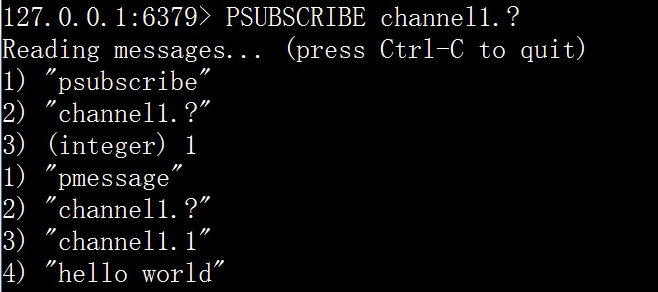 127.0.0.1:6379> PSUBSCRIBE channel1.?
Reading messages... (press Ctrl-C to quit)
1) "psubscribe"
2) "channel1.?"
3) (integer) 1
1) "pmessage"
2) "channel1.?"
3) "channel1.1"
4) "hello world"